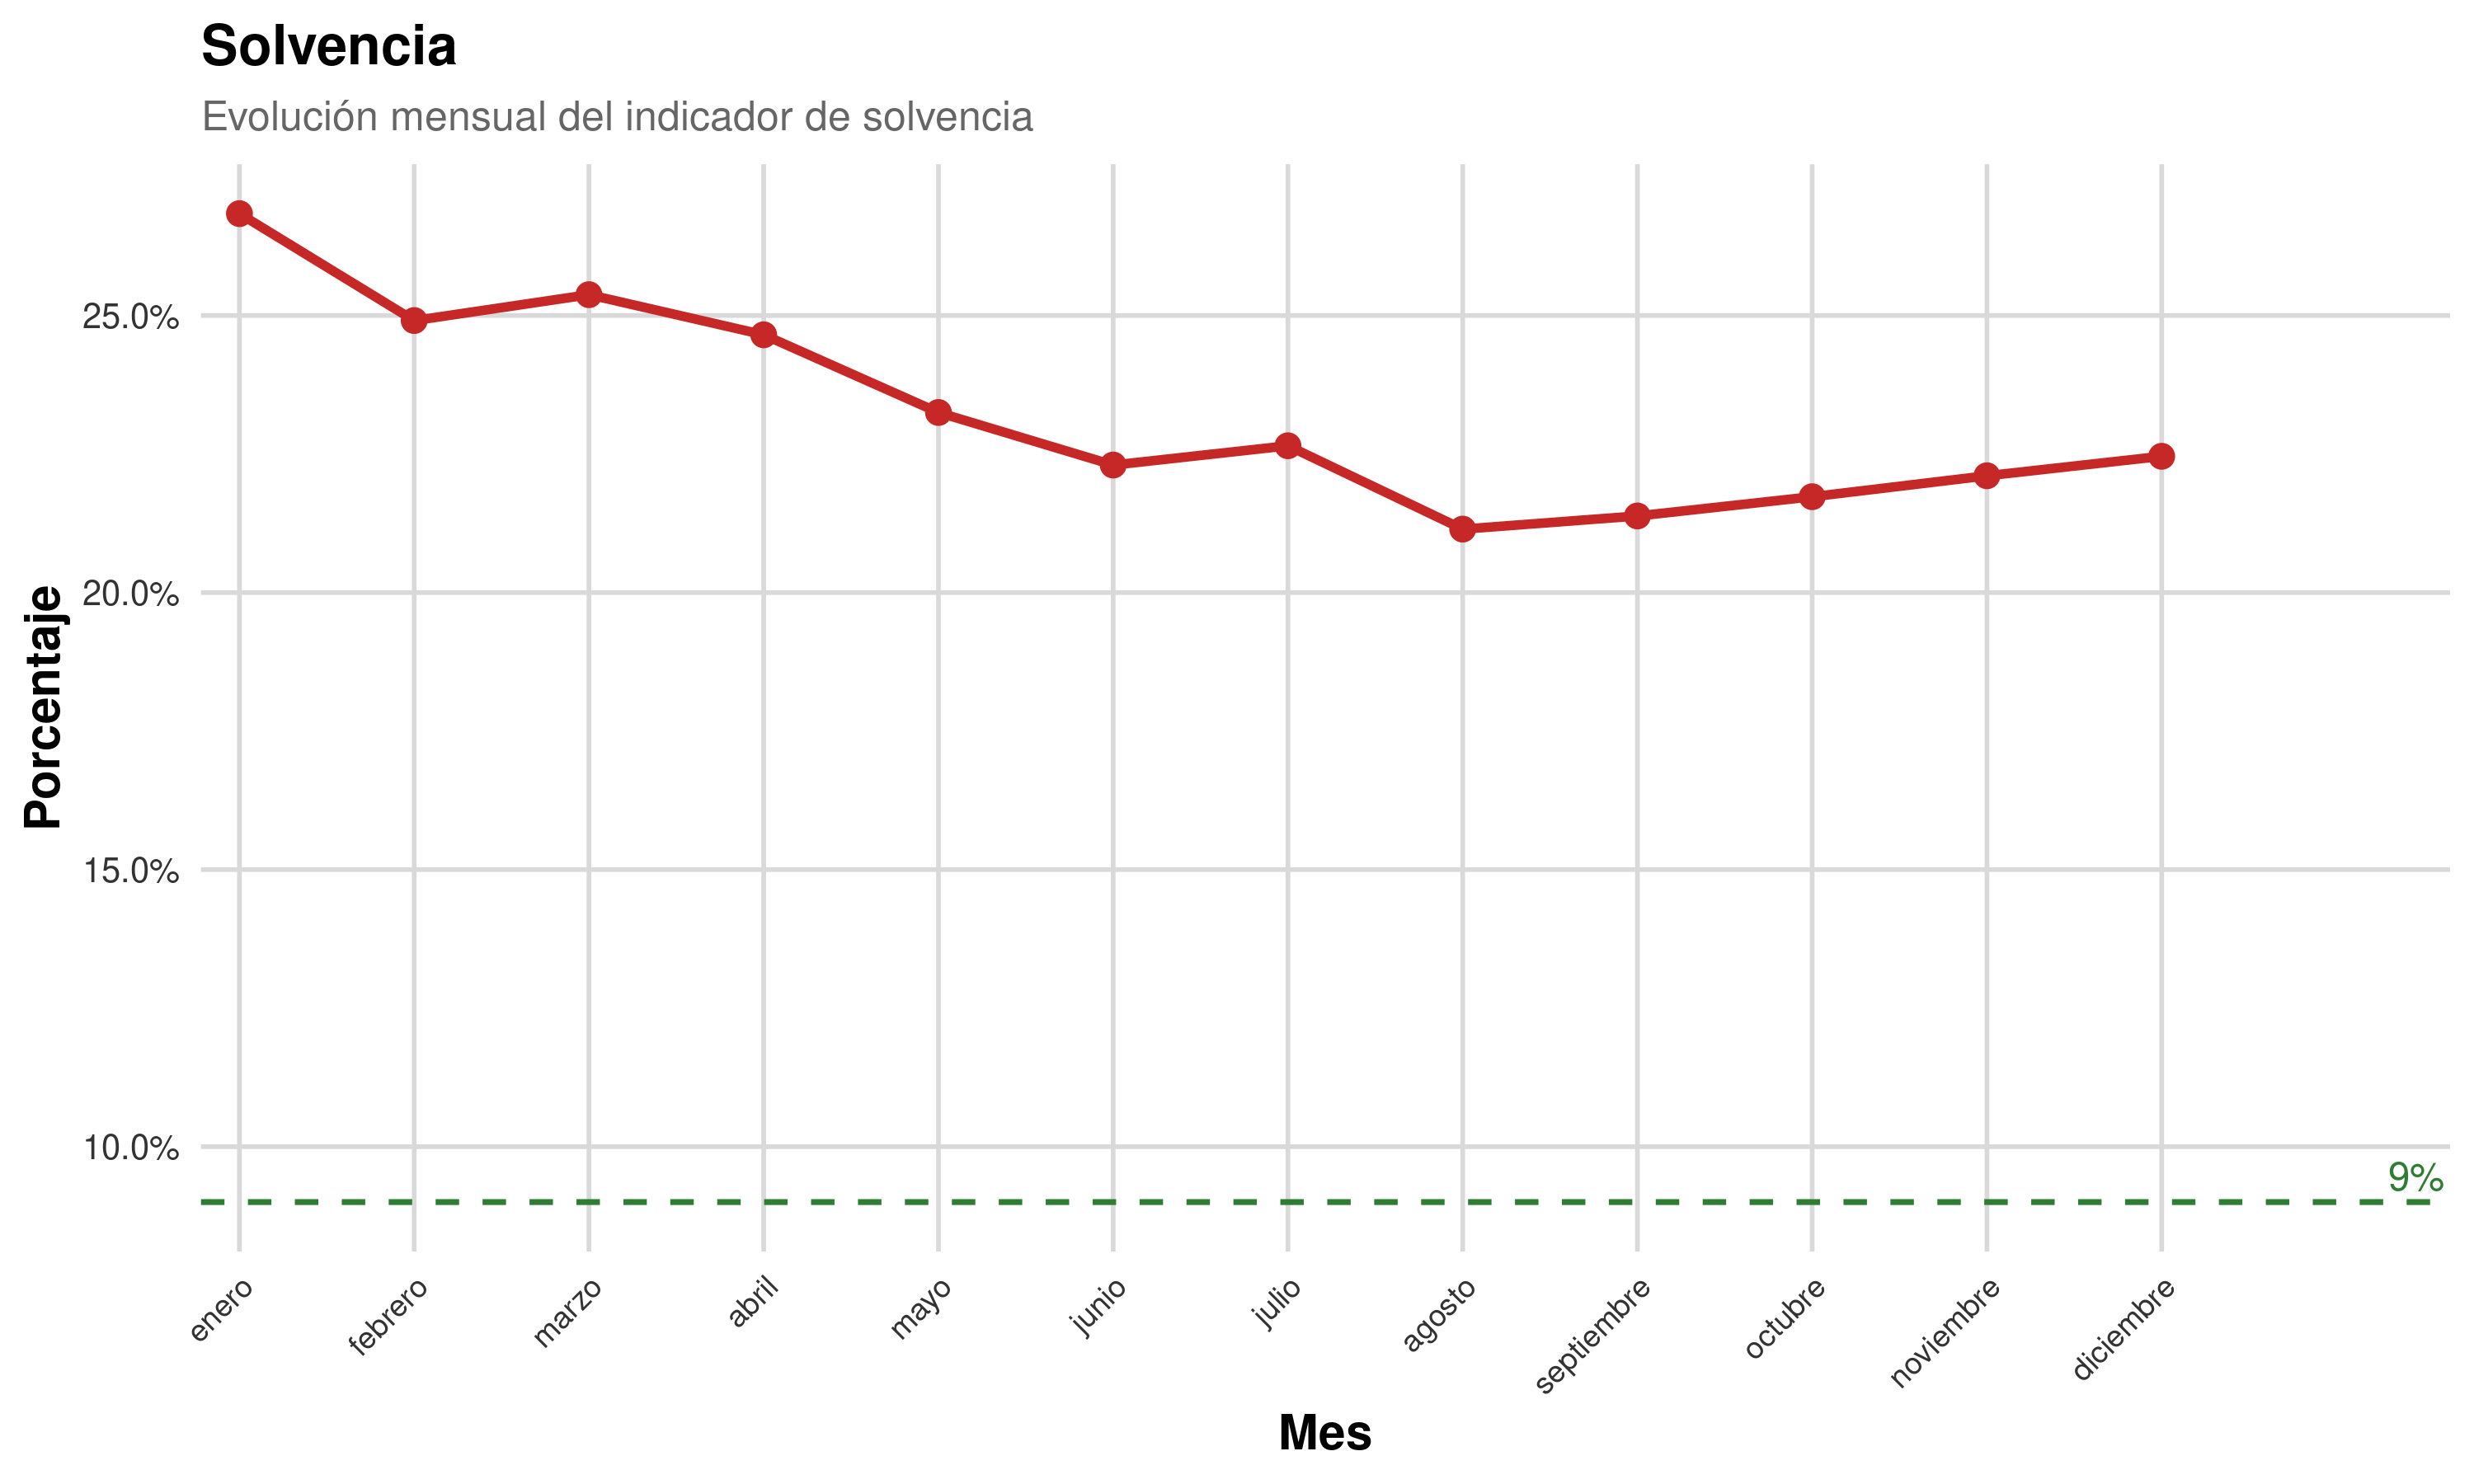 Solvencia
Evolución mensual del indicador de solvencia
Porcentaje
25.0%
20.0%
15.0%
10.0%
9%
enero
febrero
marzo
abril
mayo
junio
julio
agosto
septiembre
octubre
noviembre
diciembre
Mes